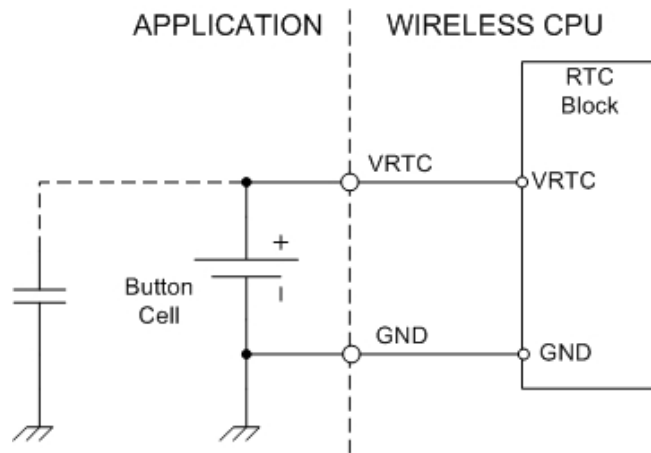 APPLICATION
WIRELESS CPU
RTC
Block
VRTC
VRTC
+
Button
Cell
GND
GND